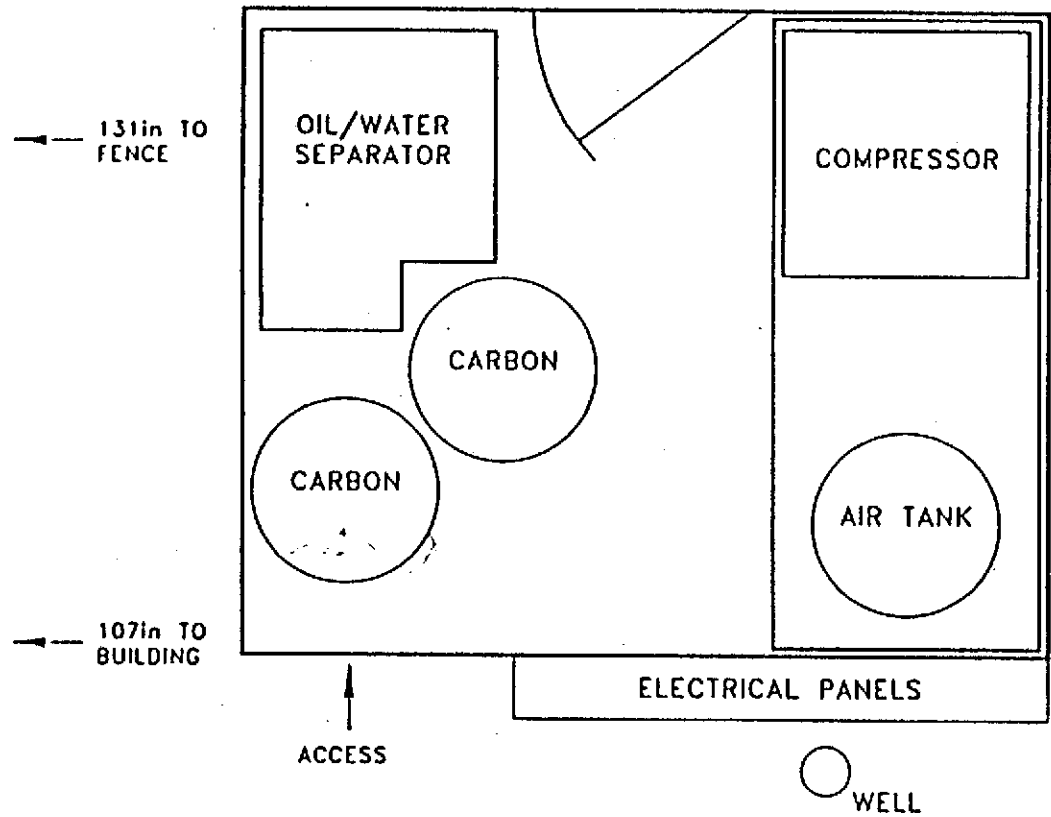 131in TO
FENCE
OIL/WATER
SEPARATOR
COMPRESSOR
CARBON
CARBON
AIR TANK
107in TO
BUILDING
ELECTRICAL PANELS
ACCESS
WELL